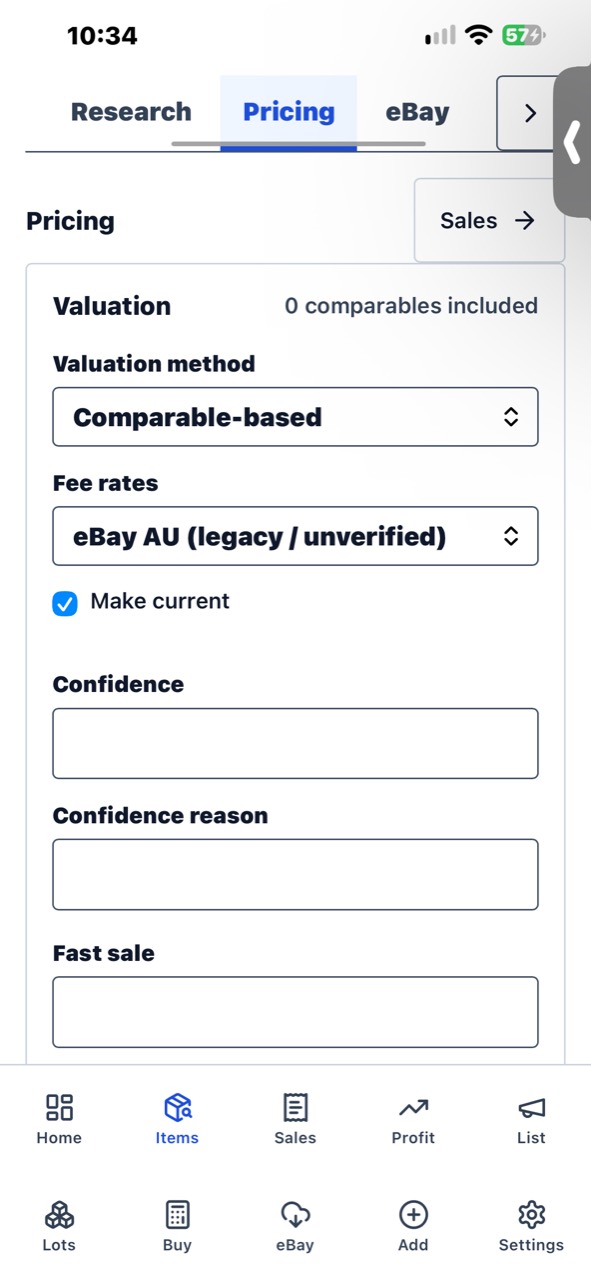 10:34
57
Research
Pricing
eBay
Pricing
Sales →
Valuation
0 comparables included
Valuation method
Comparable-based
Fee rates
eBay AU (legacy / unverified)
Make current
Confidence
Confidence reason
Fast sale
Home
Items
Sales
Profit
List
Lots
Buy
eBay
Add
Settings